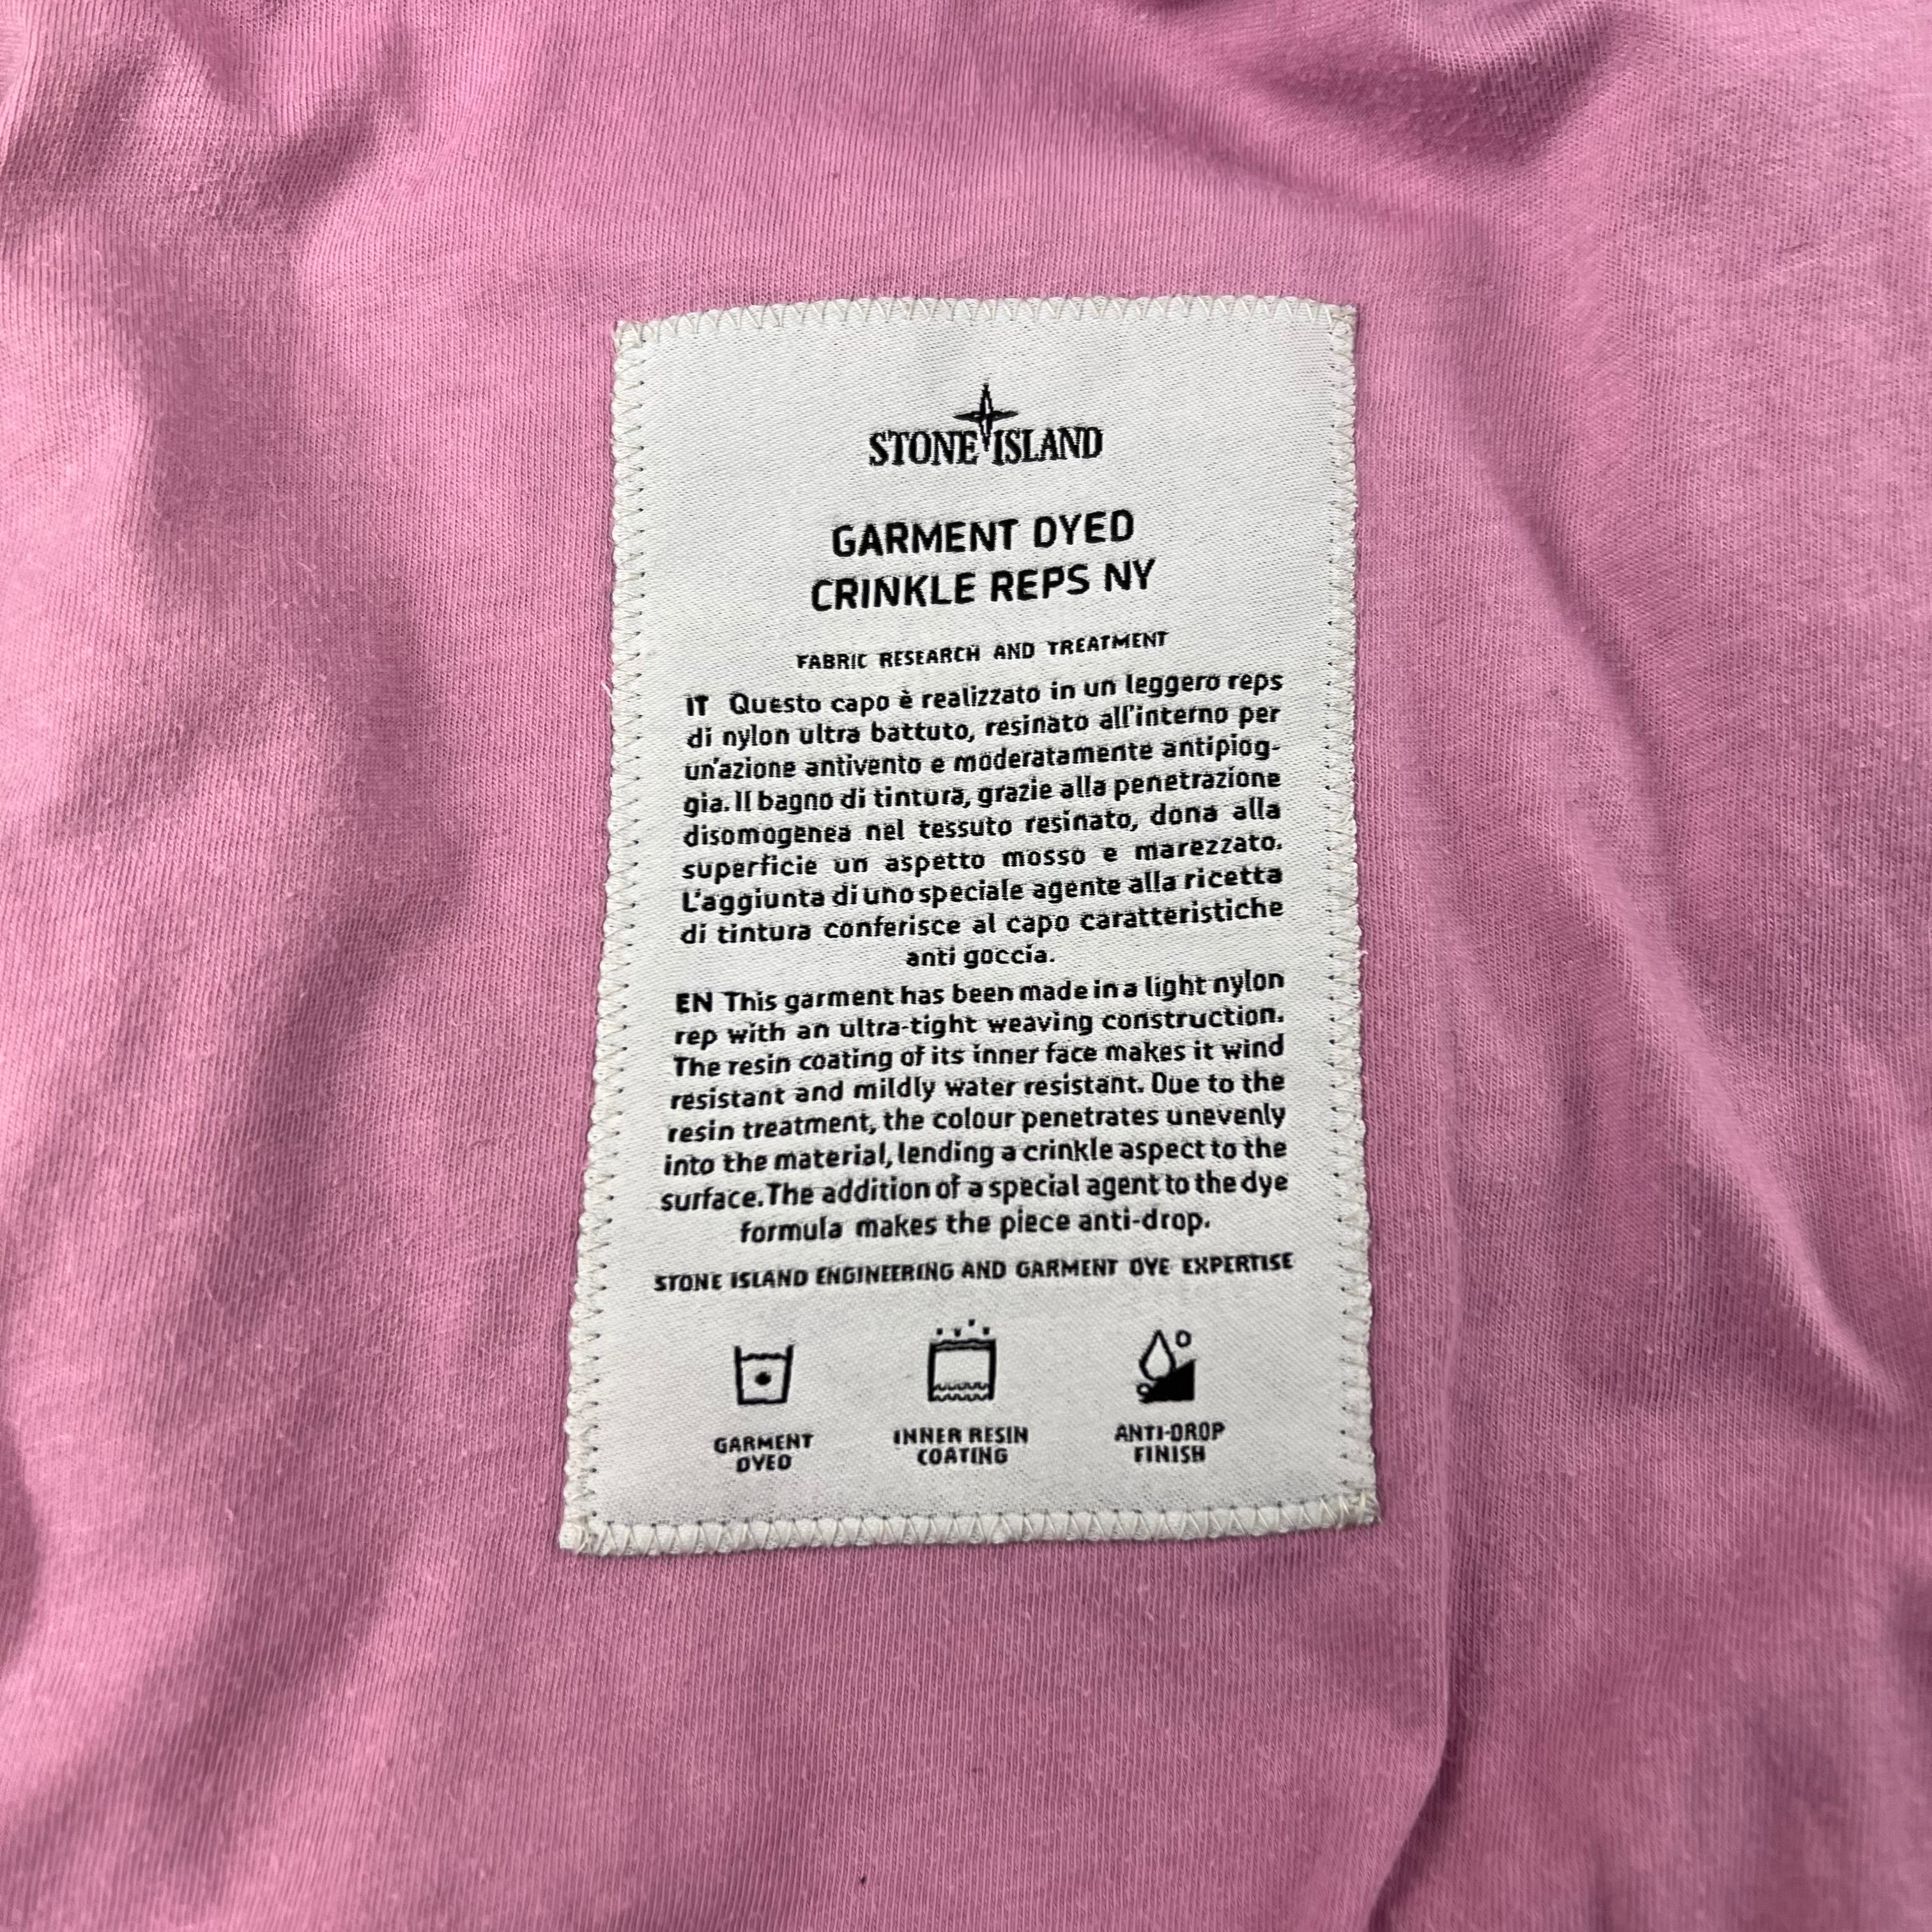 STONE ISLAND
GARMENT DYED
CRINKLE REPS NY
FABRIC RESEARCH AND TREATMENT
IT Questo capo è realizzato in un leggero reps
di nylon ultra battuto, resinato all'interno per
un'azione antivento e moderatamente antipiog-
gia. Il bagno di tintura, grazie alla penetrazione
disomogenea nel tessuto resinato, dona alla
superficie un aspetto mosso e marezzato.
L'aggiunta di uno speciale agente alla ricetta
di tintura conferisce al capo caratteristiche
anti goccia.
EN This garment has been made in a light nylon
rep with an ultra-tight weaving construction.
The resin coating of its inner face makes it wind
resistant and mildly water resistant. Due to the
resin treatment, the colour penetrates unevenly
into the material, lending a crinkle aspect to the
surface. The addition of a special agent to the dye
formula makes the piece anti-drop.
STONE ISLAND ENGINEERING AND GARMENT DYE EXPERTISE
GARMENT DYED
INNER RESIN COATING
ANTI-DROP FINISH